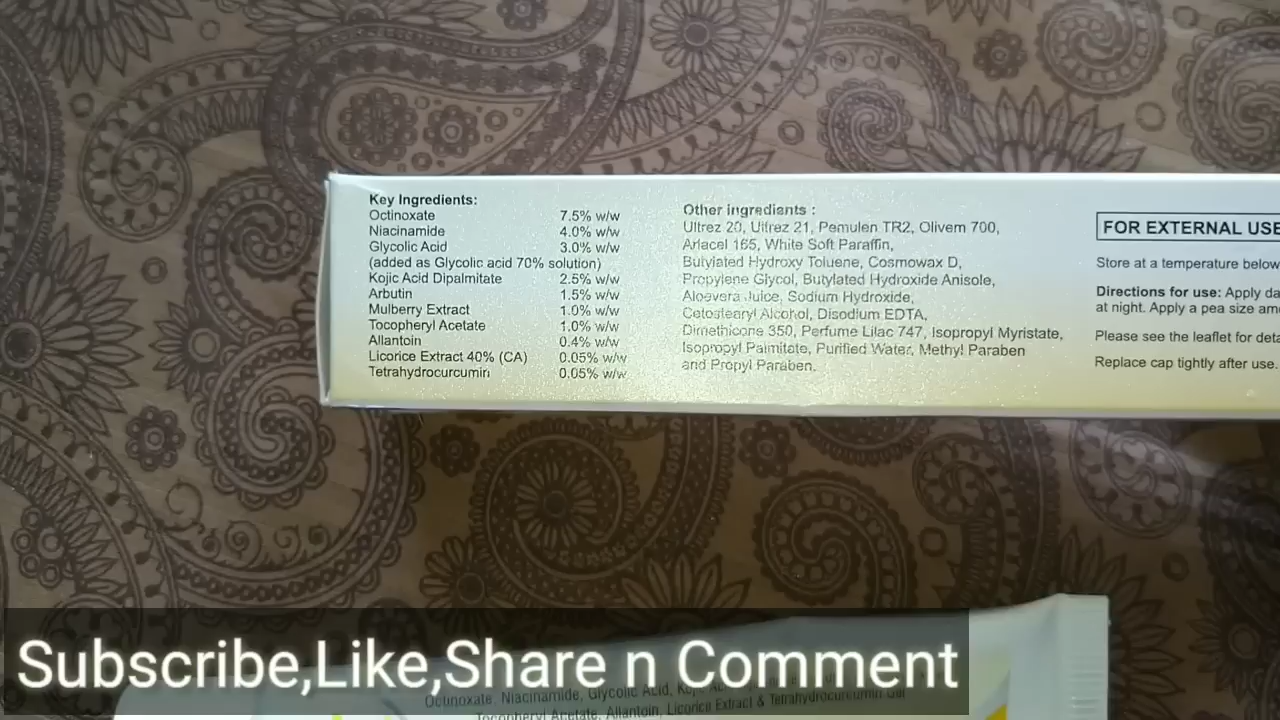 Key Ingredients:
Octinoxate 7.5% w/w
Niacinamide 4.0% w/w
Glycolic Acid 3.0% w/w
(added as Glycolic acid 70% solution)
Kojic Acid Dipalmitate 2.5% w/w
Arbutin 1.5% w/w
Mulberry Extract 1.0% w/w
Tocopheryl Acetate 1.0% w/w
Allantoin 0.4% w/w
Licorice Extract 40% (CA) 0.05% w/w
Tetrahydrocurcumin 0.05% w/w
Other ingredients :
Ultrez 20, Ultrez 21, Pemulen TR2, Olivem 700,
Arlacel 165, White Soft Paraffin,
Butylated Hydroxy Toluene, Cosmowax D,
Propylene Glycol, Butylated Hydroxide Anisole,
Aloevera Juice, Sodium Hydroxide,
Cetostearyl Alcohol, Disodium EDTA,
Dimethicone 350, Perfume Lilac 747, Isopropyl Myristate,
Isopropyl Palmitate, Purified Water, Methyl Paraben
and Propyl Paraben.
FOR EXTERNAL USE
Store at a temperature below
Directions for use: Apply da
at night. Apply a pea size am
Please see the leaflet for deta
Replace cap tightly after use.
Subscribe,Like,Share n Comment
Octinoxate, Niacinamide, Glycolic Acid,
Tocopheryl Acetate, Allantoin, Licorice Extract & Tetrahydrocurcumin Gel